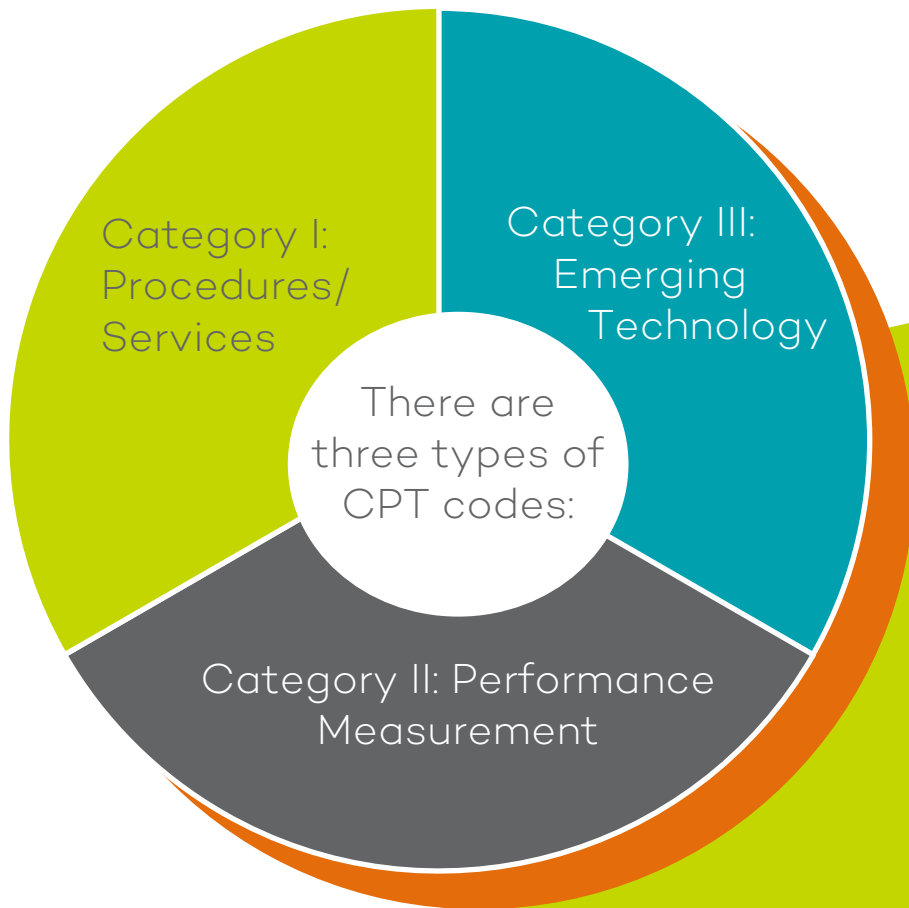 There are
three types of
CPT codes:
Category I:
Procedures/
Services
Category II: Performance
Measurement
Category III:
Emerging
Technology